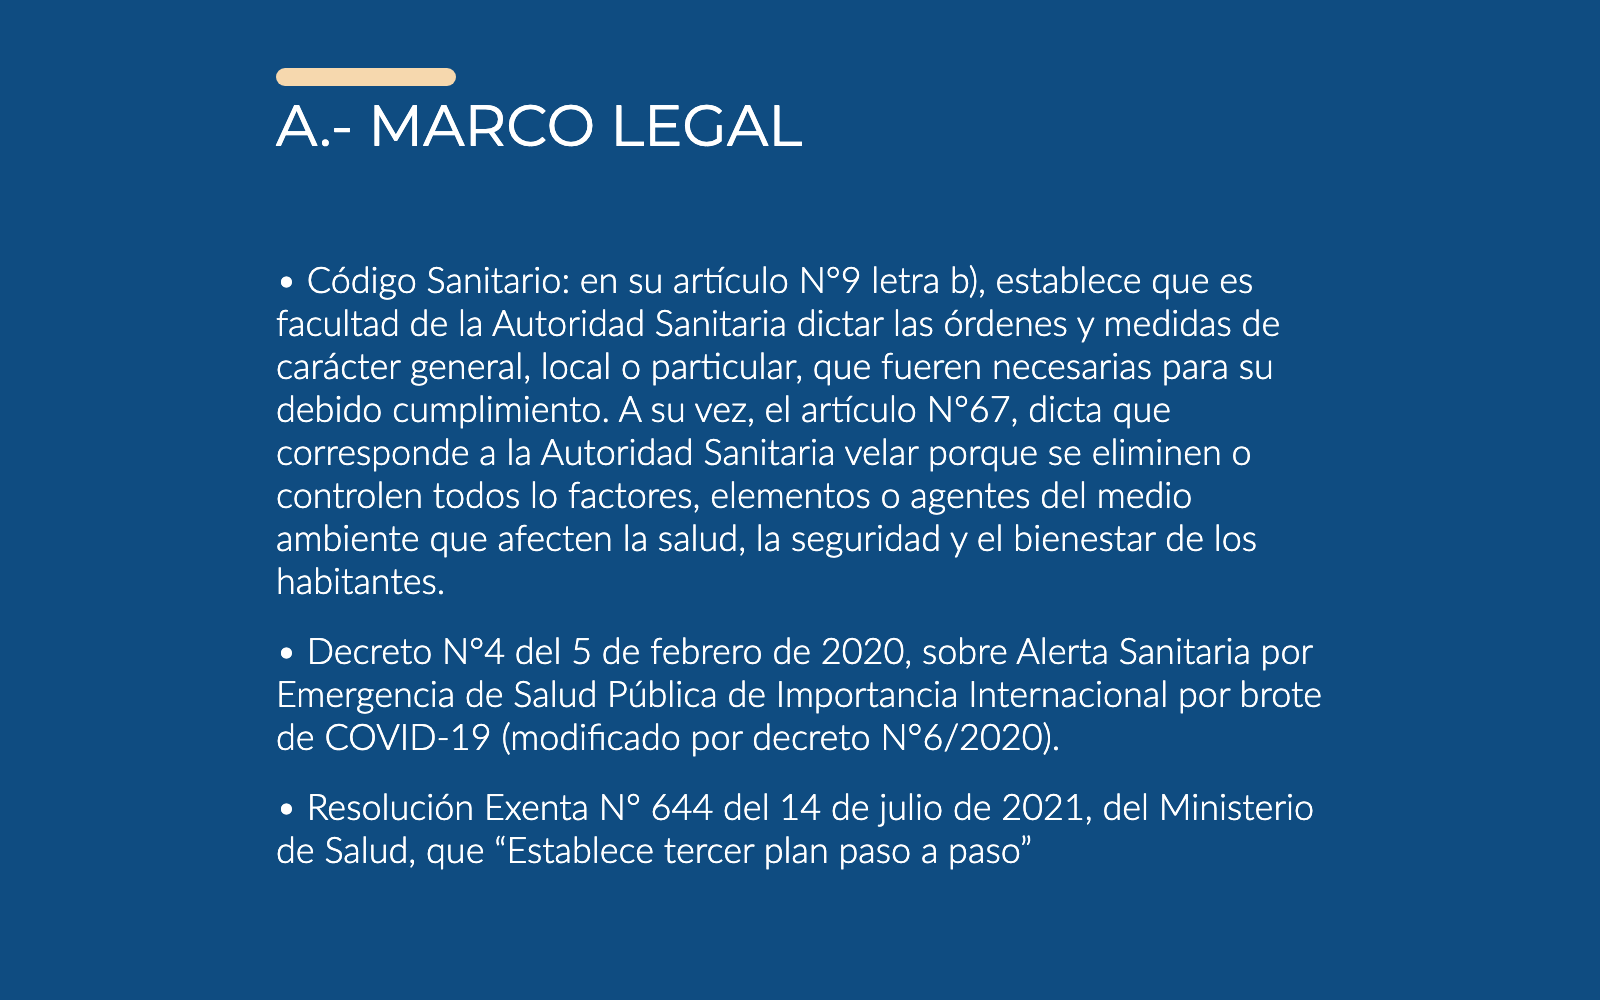 A.- MARCO LEGAL
• Código Sanitario: en su artículo N°9 letra b), establece que es
facultad de la Autoridad Sanitaria dictar las órdenes y medidas de
carácter general, local o particular, que fueren necesarias para su
debido cumplimiento. A su vez, el artículo N°67, dicta que
corresponde a la Autoridad Sanitaria velar porque se eliminen o
controlen todos lo factores, elementos o agentes del medio
ambiente que afecten la salud, la seguridad y el bienestar de los
habitantes.
• Decreto N°4 del 5 de febrero de 2020, sobre Alerta Sanitaria por
Emergencia de Salud Pública de Importancia Internacional por brote
de COVID-19 (modificado por decreto N°6/2020).
• Resolución Exenta N° 644 del 14 de julio de 2021, del Ministerio
de Salud, que “Establece tercer plan paso a paso”